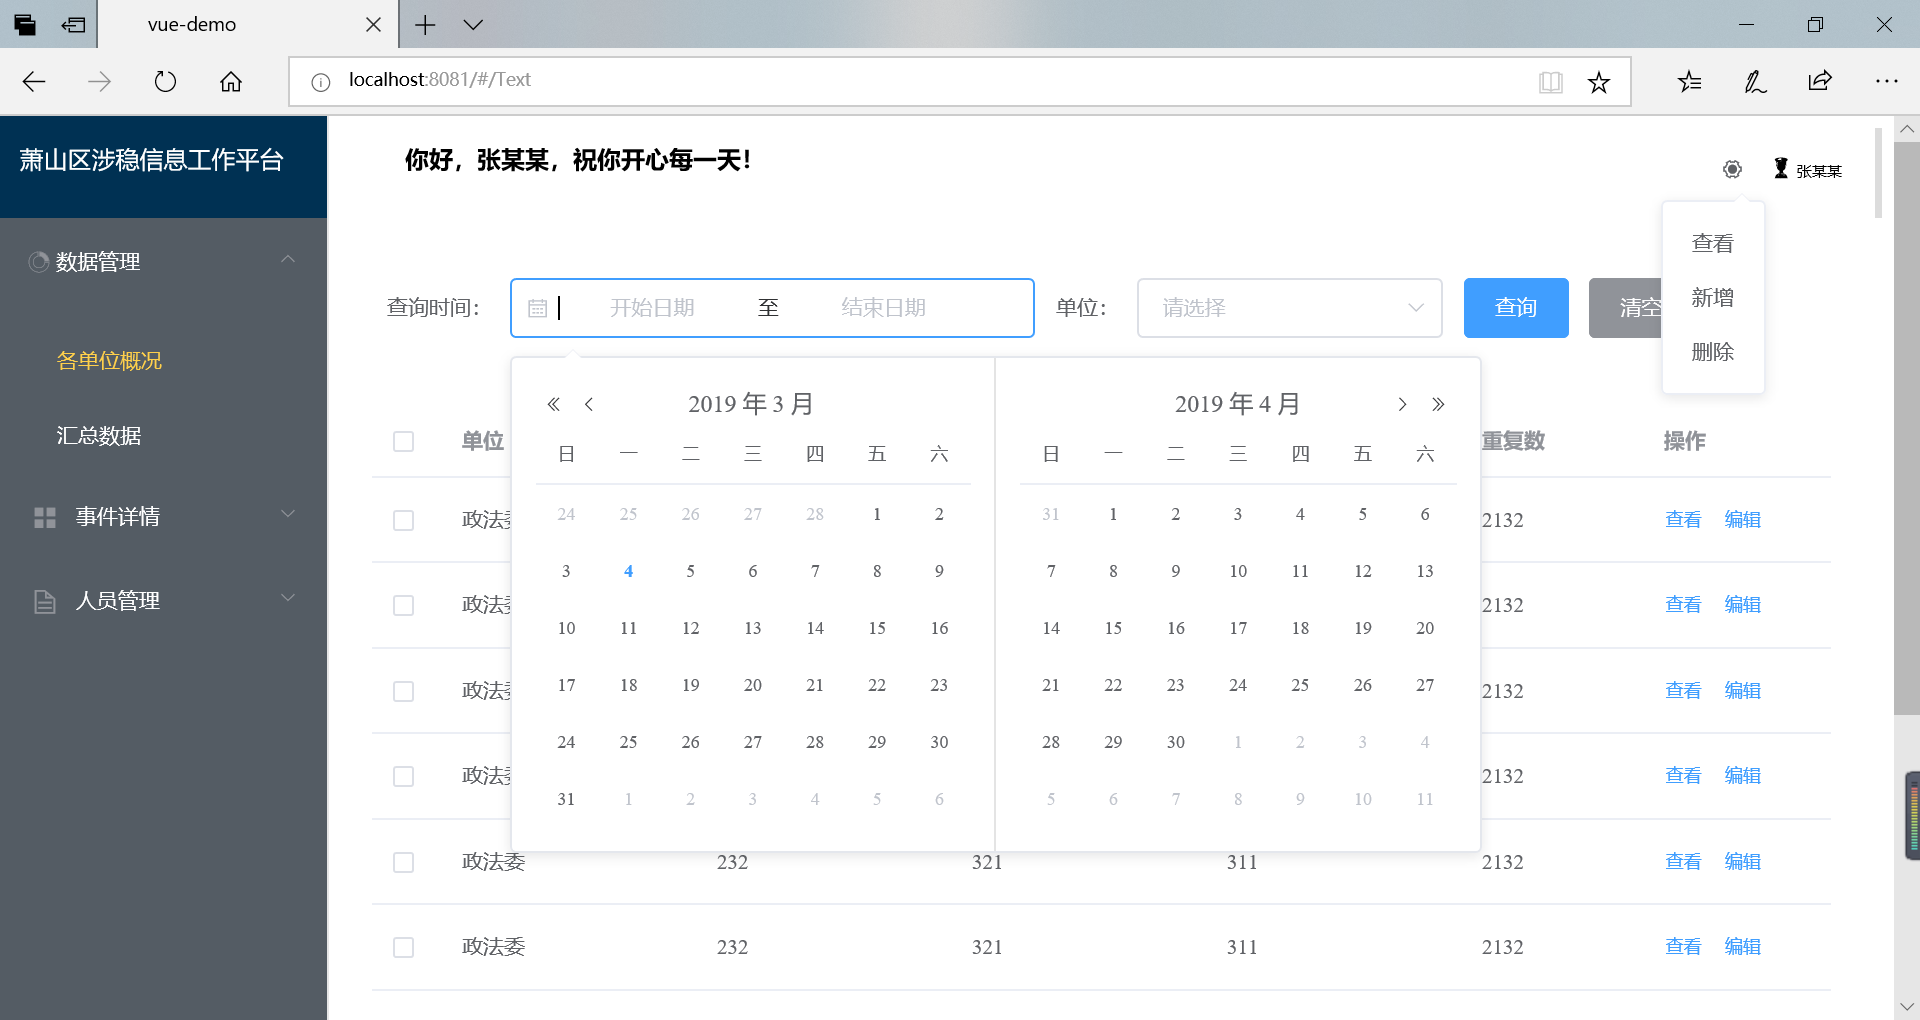 vue-demo
localhost:8081/#/Text
萧山区涉稳信息工作平台
你好，张某某，祝你开心每一天！
张某某
数据管理
各单位概况
汇总数据
事件详情
人员管理
查看
新增
删除
查询时间：
开始日期 至 结束日期
单位：
请选择
查询
清空
单位 重复数 操作
2019 年 3 月
日 一 二 三 四 五 六
24 25 26 27 28 1 2
3 4 5 6 7 8 9
10 11 12 13 14 15 16
17 18 19 20 21 22 23
24 25 26 27 28 29 30
31 1 2 3 4 5 6
2019 年 4 月
日 一 二 三 四 五 六
31 1 2 3 4 5 6
7 8 9 10 11 12 13
14 15 16 17 18 19 20
21 22 23 24 25 26 27
28 29 30 1 2 3 4
5 6 7 8 9 10 11
政法委 2132 查看 编辑
政法委 2132 查看 编辑
政法委 2132 查看 编辑
政法委 2132 查看 编辑
政法委 232 321 311 2132 查看 编辑
政法委 232 321 311 2132 查看 编辑